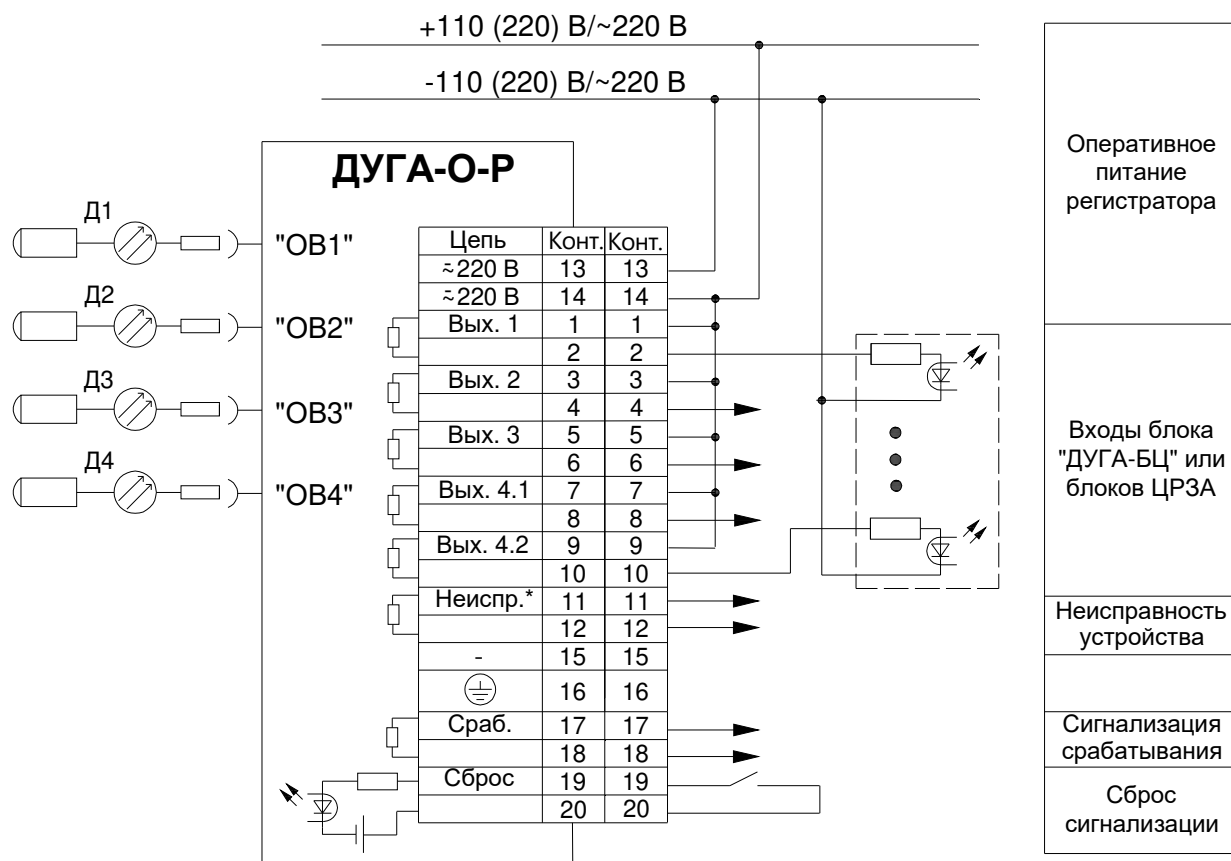 +110 (220) В/~220 В
-110 (220) В/~220 В
ДУГА-О-Р
Д1
"ОВ1"
Д2
"ОВ2"
Д3
"ОВ3"
Д4
"ОВ4"
Цепь Конт. Конт.
≂220 В 13 13
≂220 В 14 14
Вых. 1 1 1
2 2
Вых. 2 3 3
4 4
Вых. 3 5 5
6 6
Вых. 4.1 7 7
8 8
Вых. 4.2 9 9
10 10
Неиспр.* 11 11
12 12
- 15 15
16 16
Сраб. 17 17
18 18
Сброс 19 19
20 20
Оперативное
питание
регистратора
Входы блока
"ДУГА-БЦ" или
блоков ЦРЗА
Неисправность
устройства
Сигнализация
срабатывания
Сброс
сигнализации